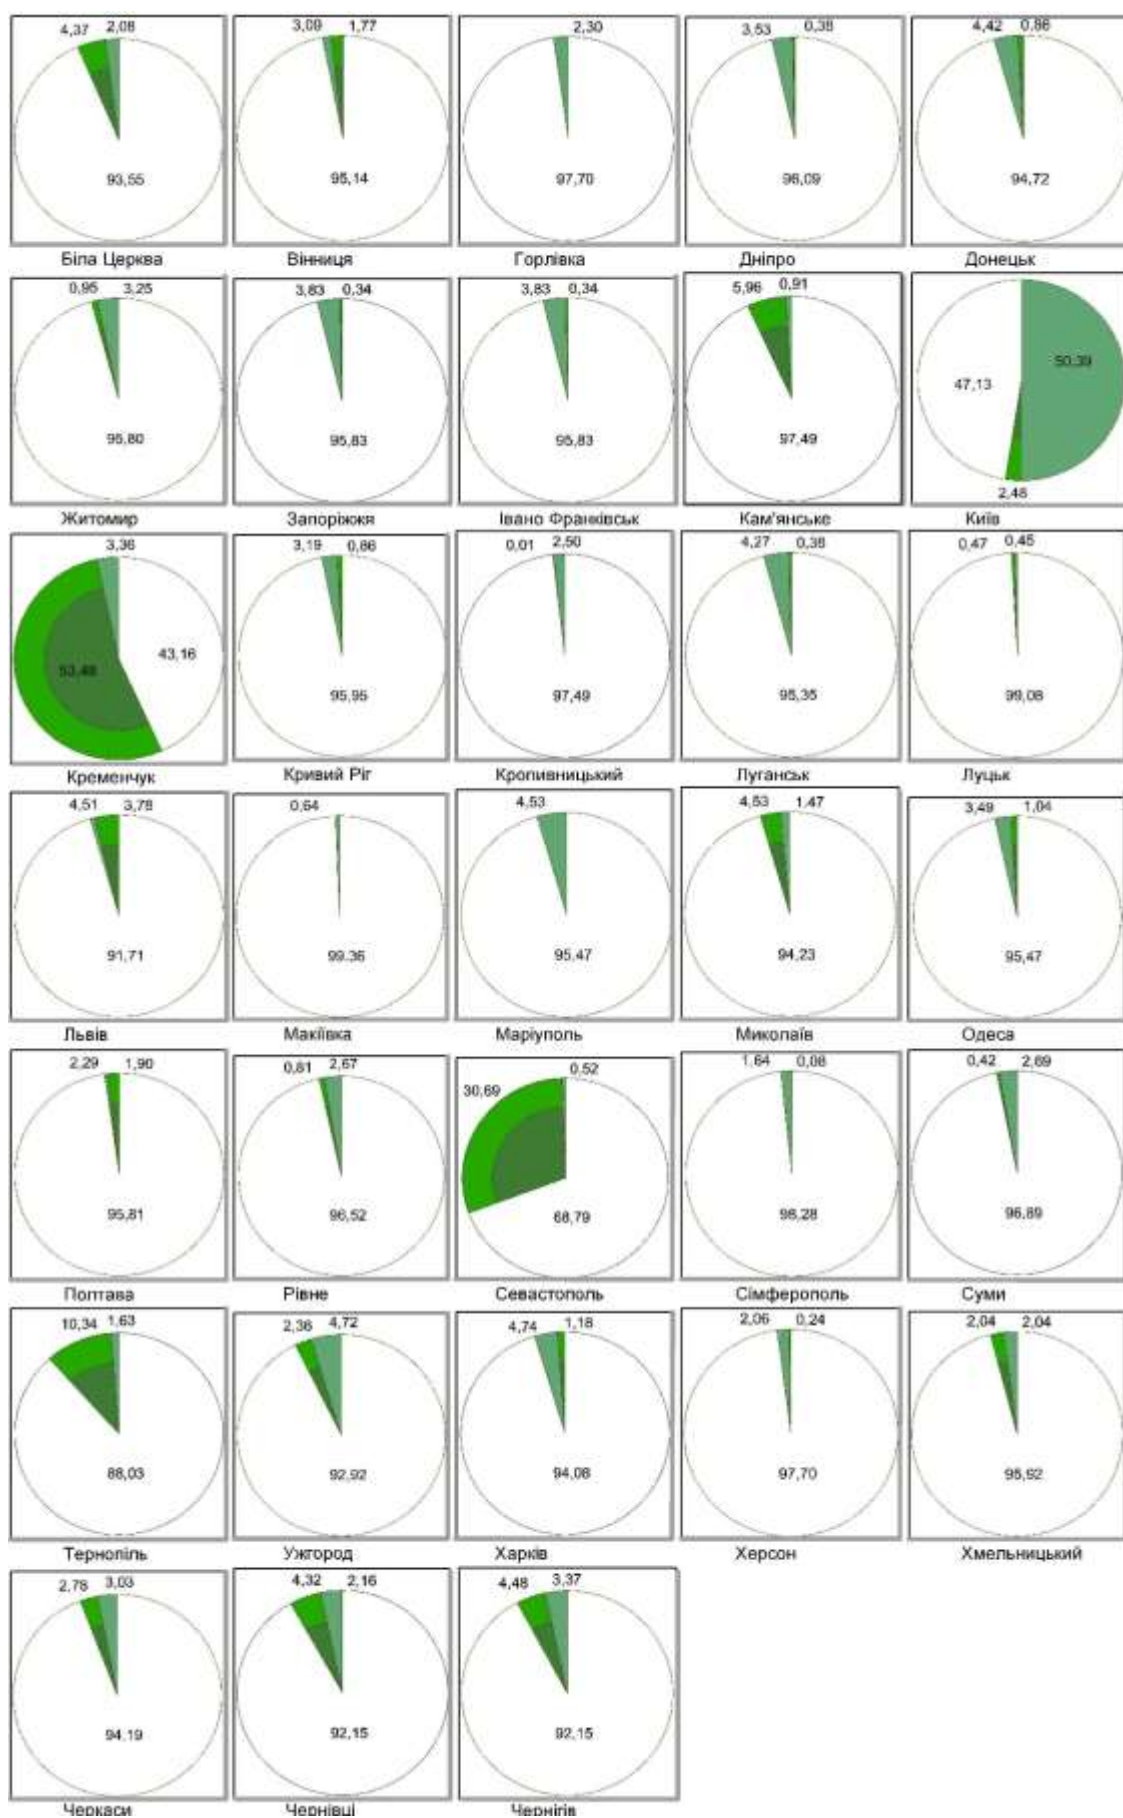 4,37 2,08 3,09 1,77 2,30 3,53 0,38 4,42 0,86
93,55 95,14 97,70 96,09 94,72
Біла Церква Вінниця Горлівка Дніпро Донецьк
0,95 3,25 3,83 0,34 3,83 0,34 5,96 0,91
47,13 50,39
95,80 95,83 95,83 97,49
2,48
Житомир Запоріжжя Івано Франківськ Кам'янське Київ
3,36 3,19 0,86 0,01 2,50 4,27 0,38 0,47 0,45
53,48 43,16
95,95 97,49 95,35 99,08
Кременчук Кривий Ріг Кропивницький Луганськ Луцьк
4,51 3,78 0,64 4,53 4,53 1,47 3,49 1,04
91,71 99,36 95,47 94,23 95,47
Львів Макіївка Маріуполь Миколаїв Одеса
2,29 1,90 0,81 2,67 30,69 0,52 1,64 0,08 0,42 2,69
95,81 96,52 68,79 98,28 96,89
Полтава Рівне Севастополь Сімферополь Суми
10,34 1,63 2,36 4,72 4,74 1,18 2,06 0,24 2,04 2,04
88,03 92,92 94,08 97,70 95,92
Тернопіль Ужгород Харків Херсон Хмельницький
2,78 3,03 4,32 2,16 4,48 3,37
94,19 92,15 92,15
Черкаси Чернівці Чернігів